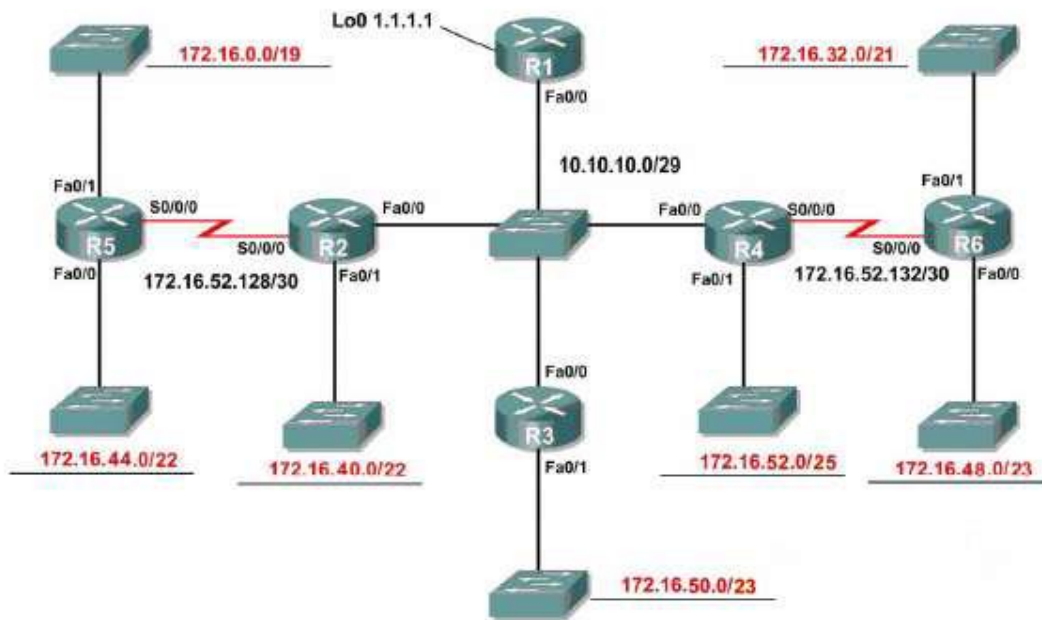 Lo0 1.1.1.1
172.16.0.0/19
R1
172.16.32.0/21
Fa0/0
10.10.10.0/29
Fa0/1
R5
S0/0/0
S0/0/0
R2
Fa0/0
Fa0/0
R4
S0/0/0
S0/0/0
Fa0/1
R6
Fa0/0
172.16.52.128/30
Fa0/1
Fa0/1
172.16.52.132/30
Fa0/0
Fa0/0
R3
Fa0/1
172.16.44.0/22
172.16.40.0/22
172.16.52.0/25
172.16.48.0/23
172.16.50.0/23